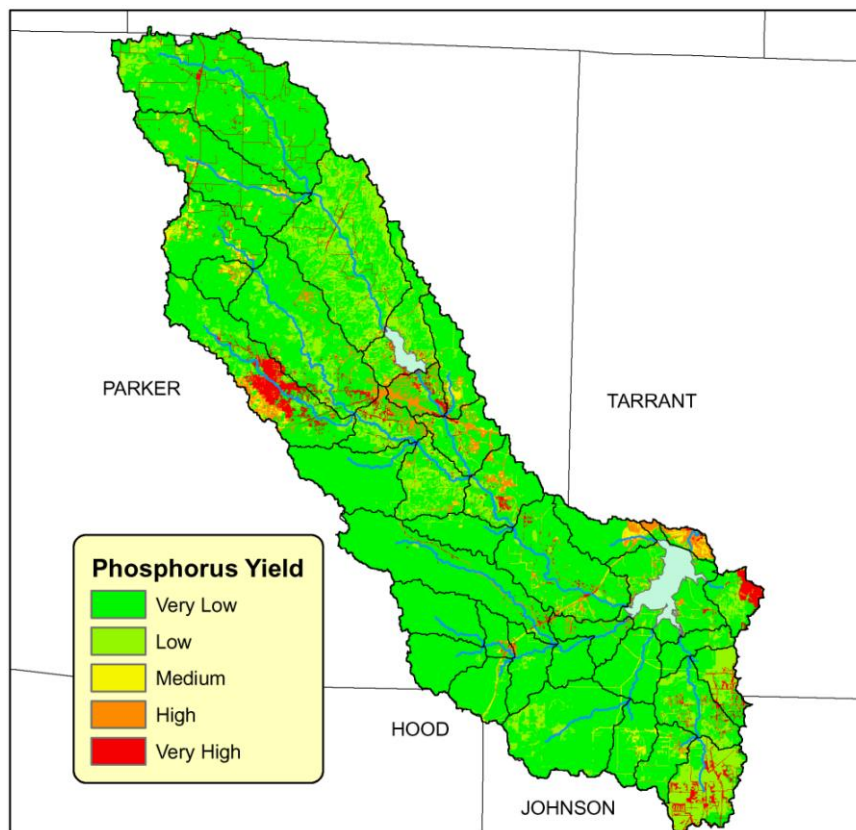 PARKER
TARRANT
Phosphorus Yield
Very Low
Low
Medium
High
Very High
HOOD
JOHNSON